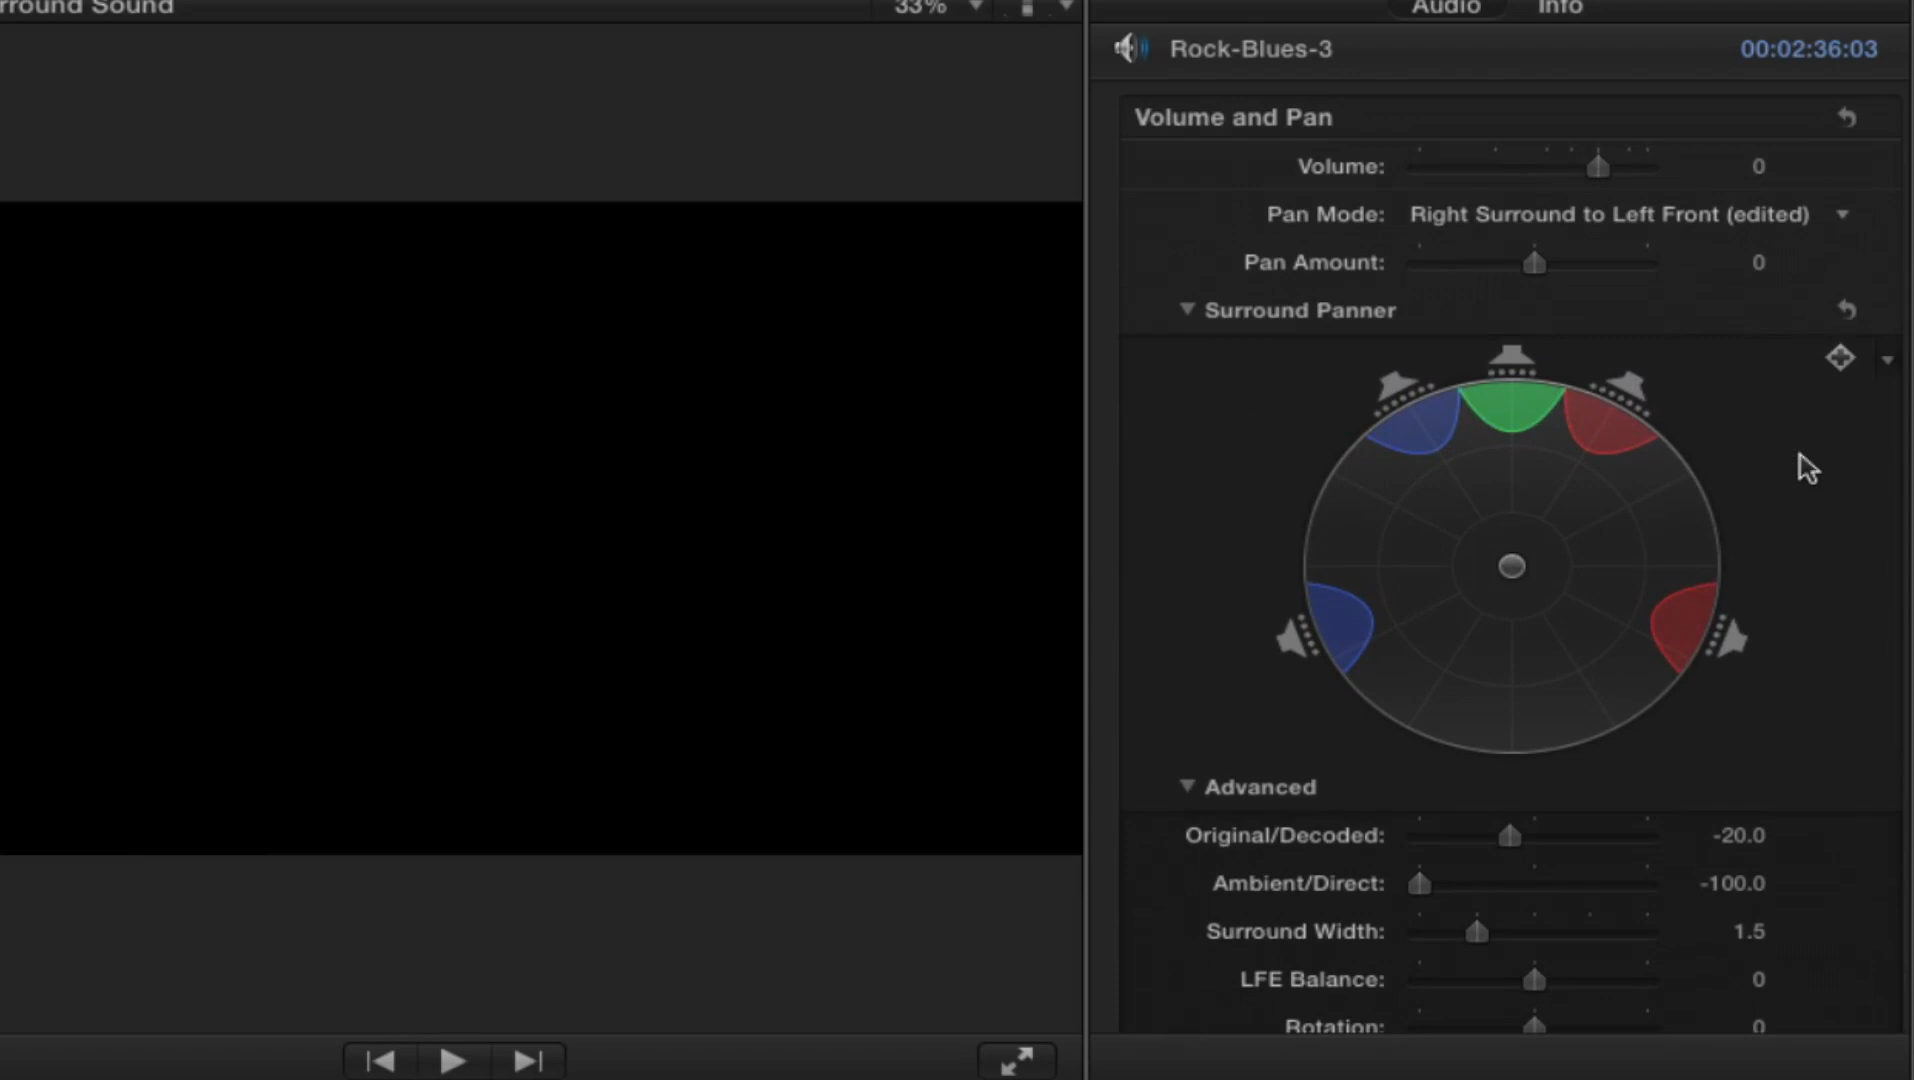 rround Sound
33%
Audio Info
Rock-Blues-3 00:02:36:03
Volume and Pan
Volume: 0
Pan Mode: Right Surround to Left Front (edited)
Pan Amount: 0
Surround Panner
Advanced
Original/Decoded: -20.0
Ambient/Direct: -100.0
Surround Width: 1.5
LFE Balance: 0
Rotation: 0